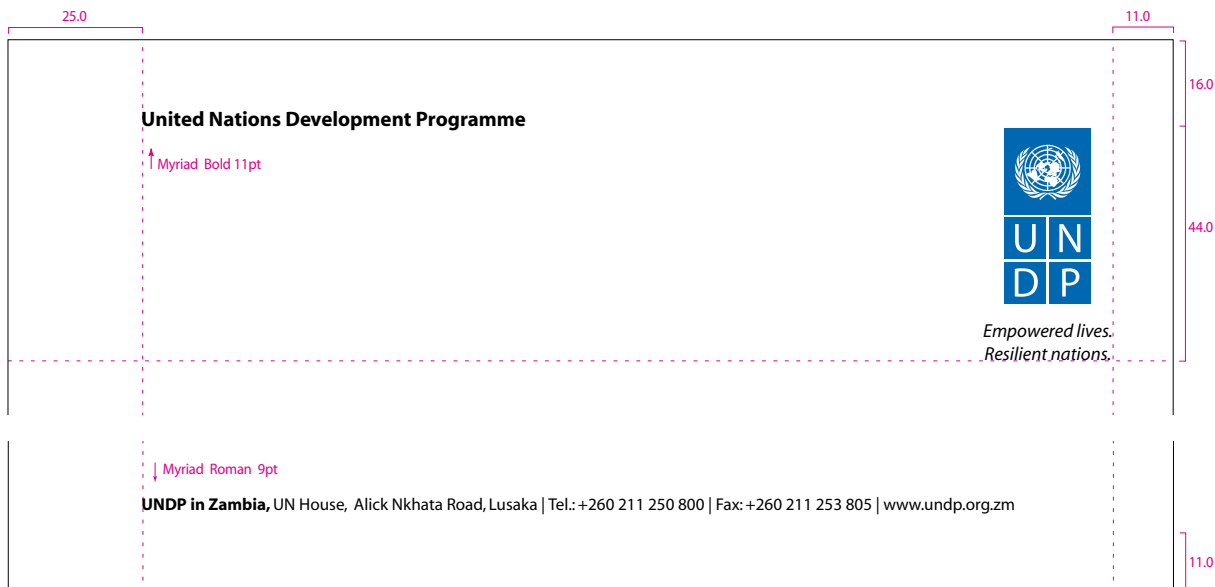 25.0
11.0
16.0
United Nations Development Programme
Myriad Bold 11pt
U N
D P
44.0
Empowered lives.
Resilient nations.
Myriad Roman 9pt
UNDP in Zambia, UN House, Alick Nkhata Road, Lusaka | Tel.: +260 211 250 800 | Fax: +260 211 253 805 | www.undp.org.zm
11.0